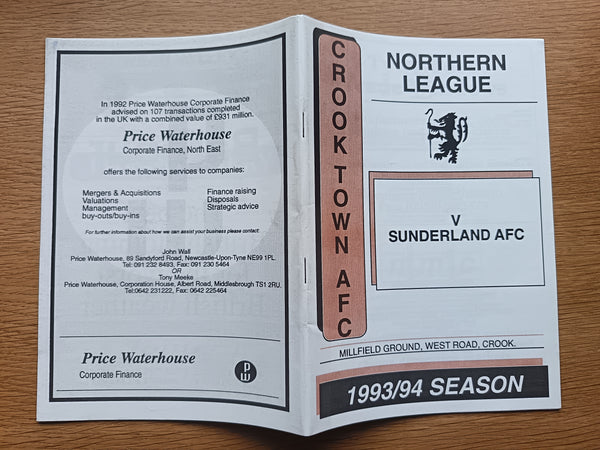 In 1992 Price Waterhouse Corporate Finance
advised on 107 transactions completed
in the UK with a combined value of £931 million.
Price Waterhouse
Corporate Finance, North East
offers the following services to companies:
Mergers & Acquisitions Finance raising
Valuations Disposals
Management Strategic advice
buy-outs/buy-ins
For further information about how we can assist your business please contact:
John Wall
Price Waterhouse, 89 Sandyford Road, Newcastle-Upon-Tyne NE99 1PL.
Tel: 091 232 8493, Fax: 091 230 5464
OR
Tony Meeke
Price Waterhouse, Corporation House, Albert Road, Middlesbrough TS1 2RU.
Tel:0642 231222, Fax: 0642 225464
Price Waterhouse
Corporate Finance
PW
CROOK TOWN AFC
NORTHERN
LEAGUE
V
SUNDERLAND AFC
MILLFIELD GROUND, WEST ROAD, CROOK.
1993/94 SEASON